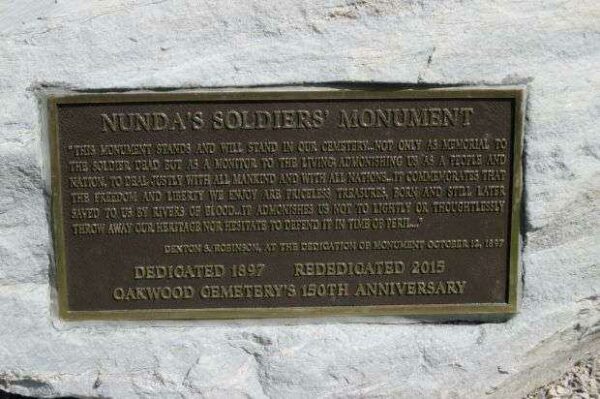 NUNDA'S SOLDIERS' MONUMENT
"THIS MONUMENT STANDS AND WILL STAND IN OUR CEMETERY...NOT ONLY AS MEMORIAL TO
THE SOLDIER DEAD BUT AS A MONITOR TO THE LIVING; ADMONISHING US AS A PEOPLE AND
NATION, TO DEAL JUSTLY WITH ALL MANKIND AND WITH ALL NATIONS...IT COMMEMORATES THAT
THE FREEDOM AND LIBERTY WE ENJOY ARE PRICELESS TREASURES, BORN AND STILL LATER
SAVED TO US BY RIVERS OF BLOOD...IT ADMONISHES US NOT TO LIGHTLY OR THOUGHTLESSLY
THROW AWAY OUR HERITAGE NOR HESITATE TO DEFEND IT IN TIME OF PERIL..."
DENTON S. ROBINSON, AT THE DEDICATION OF MONUMENT OCTOBER 12, 1897
DEDICATED 1897 REDEDICATED 2015
OAKWOOD CEMETERY'S 150TH ANNIVERSARY